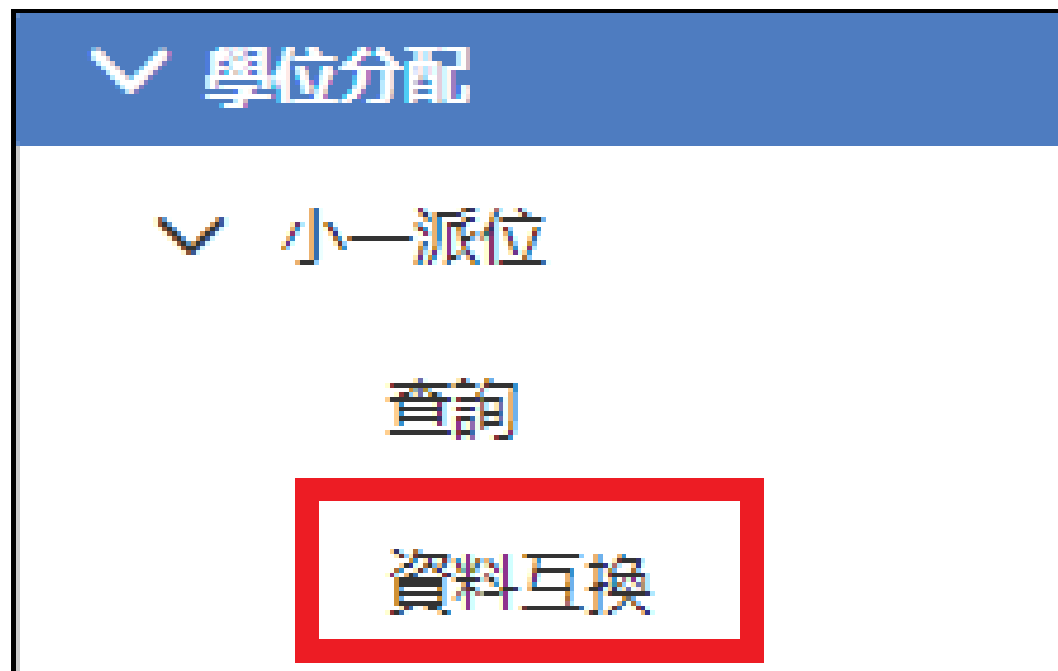 學位分配
小一派位
查詢
資料互換